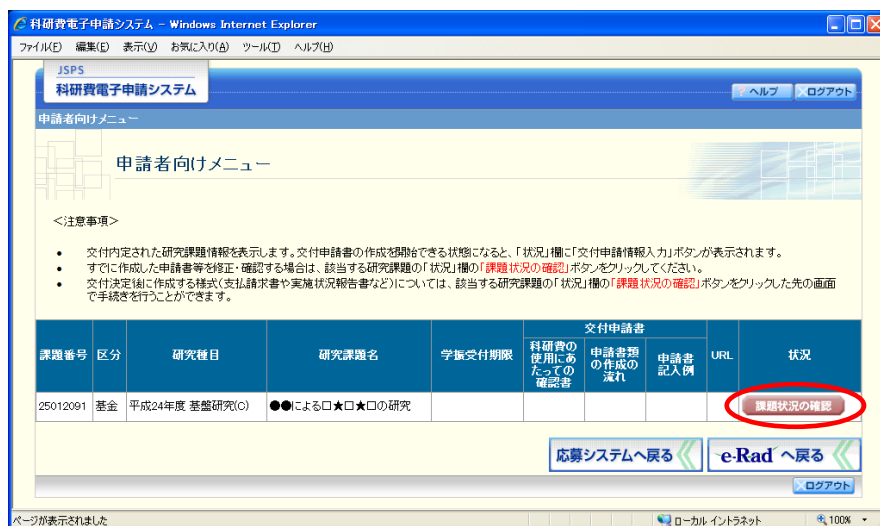 科研費電子申請システム - Windows Internet Explorer
ファイル(F) 編集(E) 表示(V) お気に入り(A) ツール(T) ヘルプ(H)
JSPS
科研費電子申請システム
? ヘルプ ×ログアウト
申請者向けメニュー
申請者向けメニュー
<注意事項>
• 交付内定された研究課題情報を表示します。交付申請書の作成を開始できる状態になると、「状況」欄に「交付申請情報入力」ボタンが表示されます。
• すでに作成した申請書等を修正・確認する場合は、該当する研究課題の「状況」欄の「課題状況の確認」ボタンをクリックしてください。
• 交付決定後に作成する様式(支払請求書や実施状況報告書など)については、該当する研究課題の「状況」欄の「課題状況の確認」ボタンをクリックした先の画面
で手続きを行うことができます。
課題番号 区分 研究種目 研究課題名 学振受付期限 交付申請書 URL 状況
科研費の使用にあたっての確認書 申請書類の作成の流れ 申請書記入例
25012091 基金 平成24年度 基盤研究(C) ●●による□★□★□の研究 課題状況の確認
応募システムへ戻る e-Rad へ戻る
×ログアウト
ページが表示されました ローカル イントラネット 100%